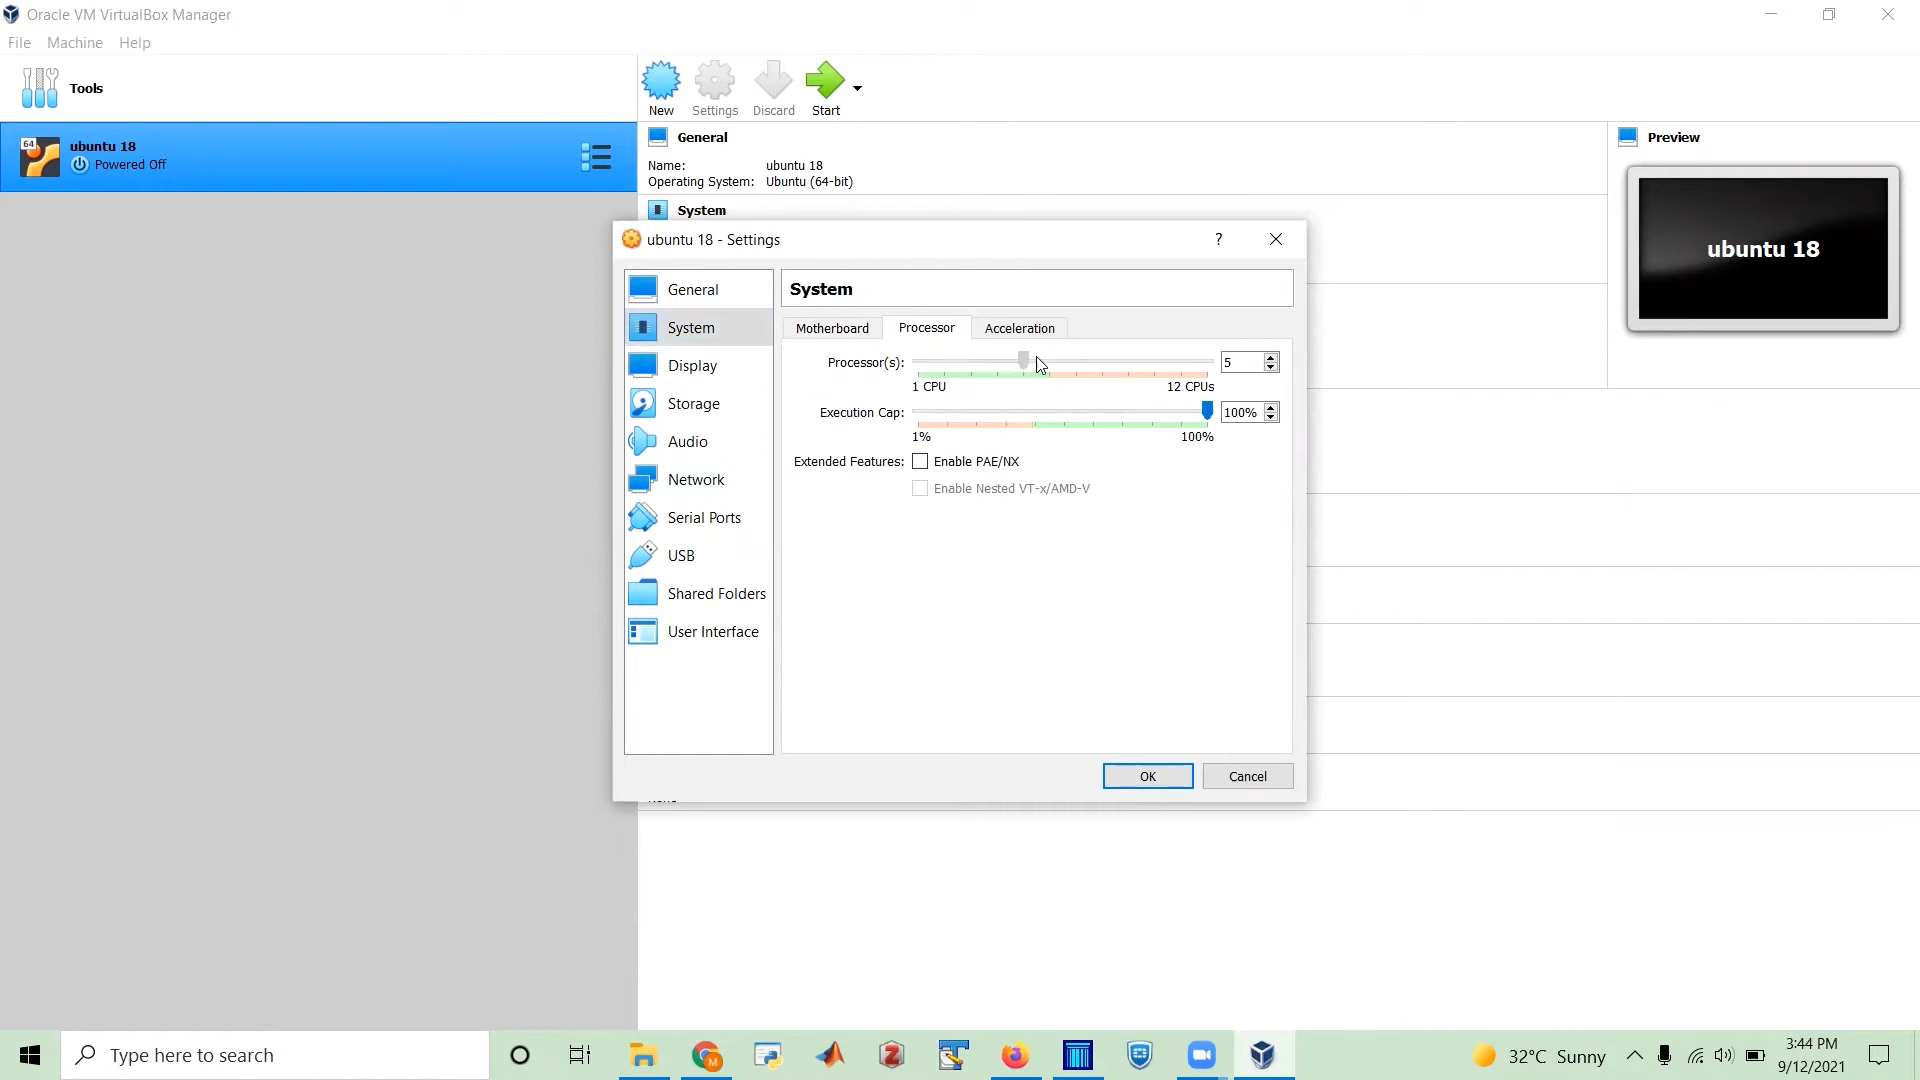 Oracle VM VirtualBox Manager
File Machine Help
Tools
New Settings Discard Start
64
ubuntu 18
Powered Off
General
Name: ubuntu 18
Operating System: Ubuntu (64-bit)
System
Preview
ubuntu 18
ubuntu 18 - Settings
?
General
System
Display
Storage
Audio
Network
Serial Ports
USB
Shared Folders
User Interface
System
Motherboard Processor Acceleration
Processor(s): 5
1 CPU 12 CPUs
Execution Cap: 100%
1% 100%
Extended Features: Enable PAE/NX
Enable Nested VT-x/AMD-V
OK Cancel
Type here to search
M
32°C Sunny
3:44 PM
9/12/2021